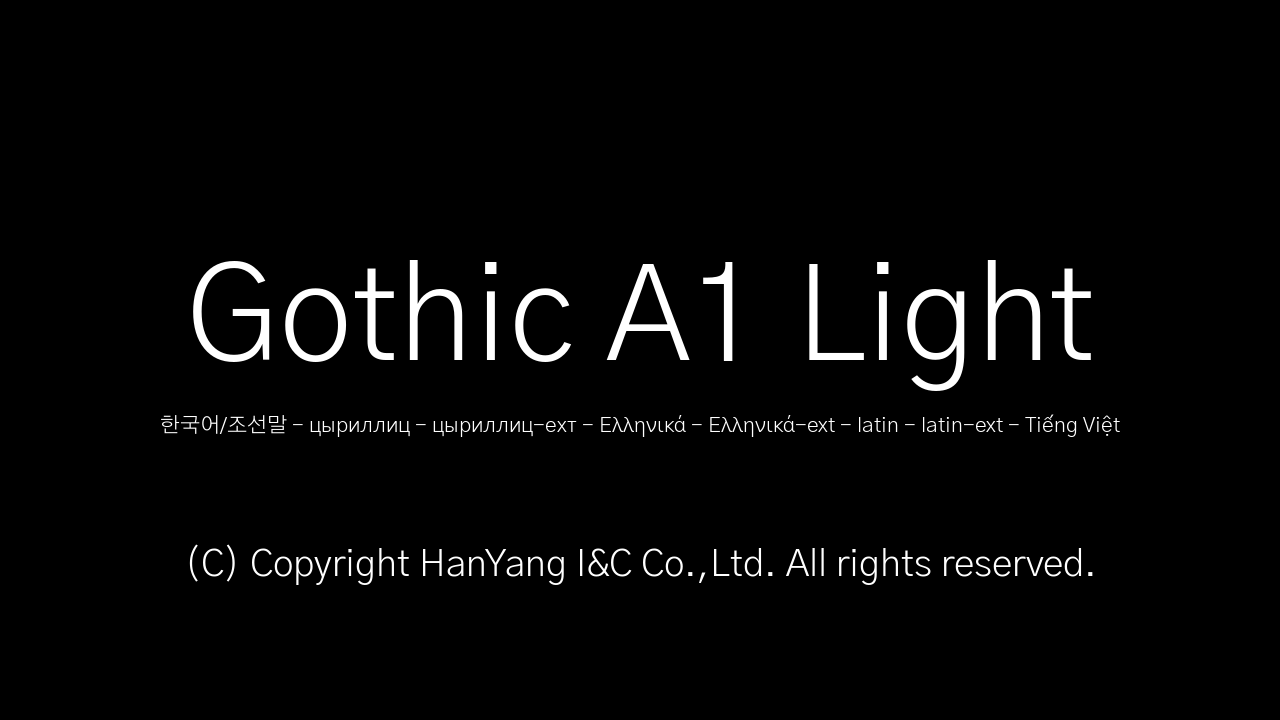 Gothic A1 Light
한국어/조선말 - цыриллиц - цыриллиц-ехт - Ελληνικά - Ελληνικά-ext - latin - latin-ext - Tiếng Việt
(C) Copyright HanYang I&C Co.,Ltd. All rights reserved.